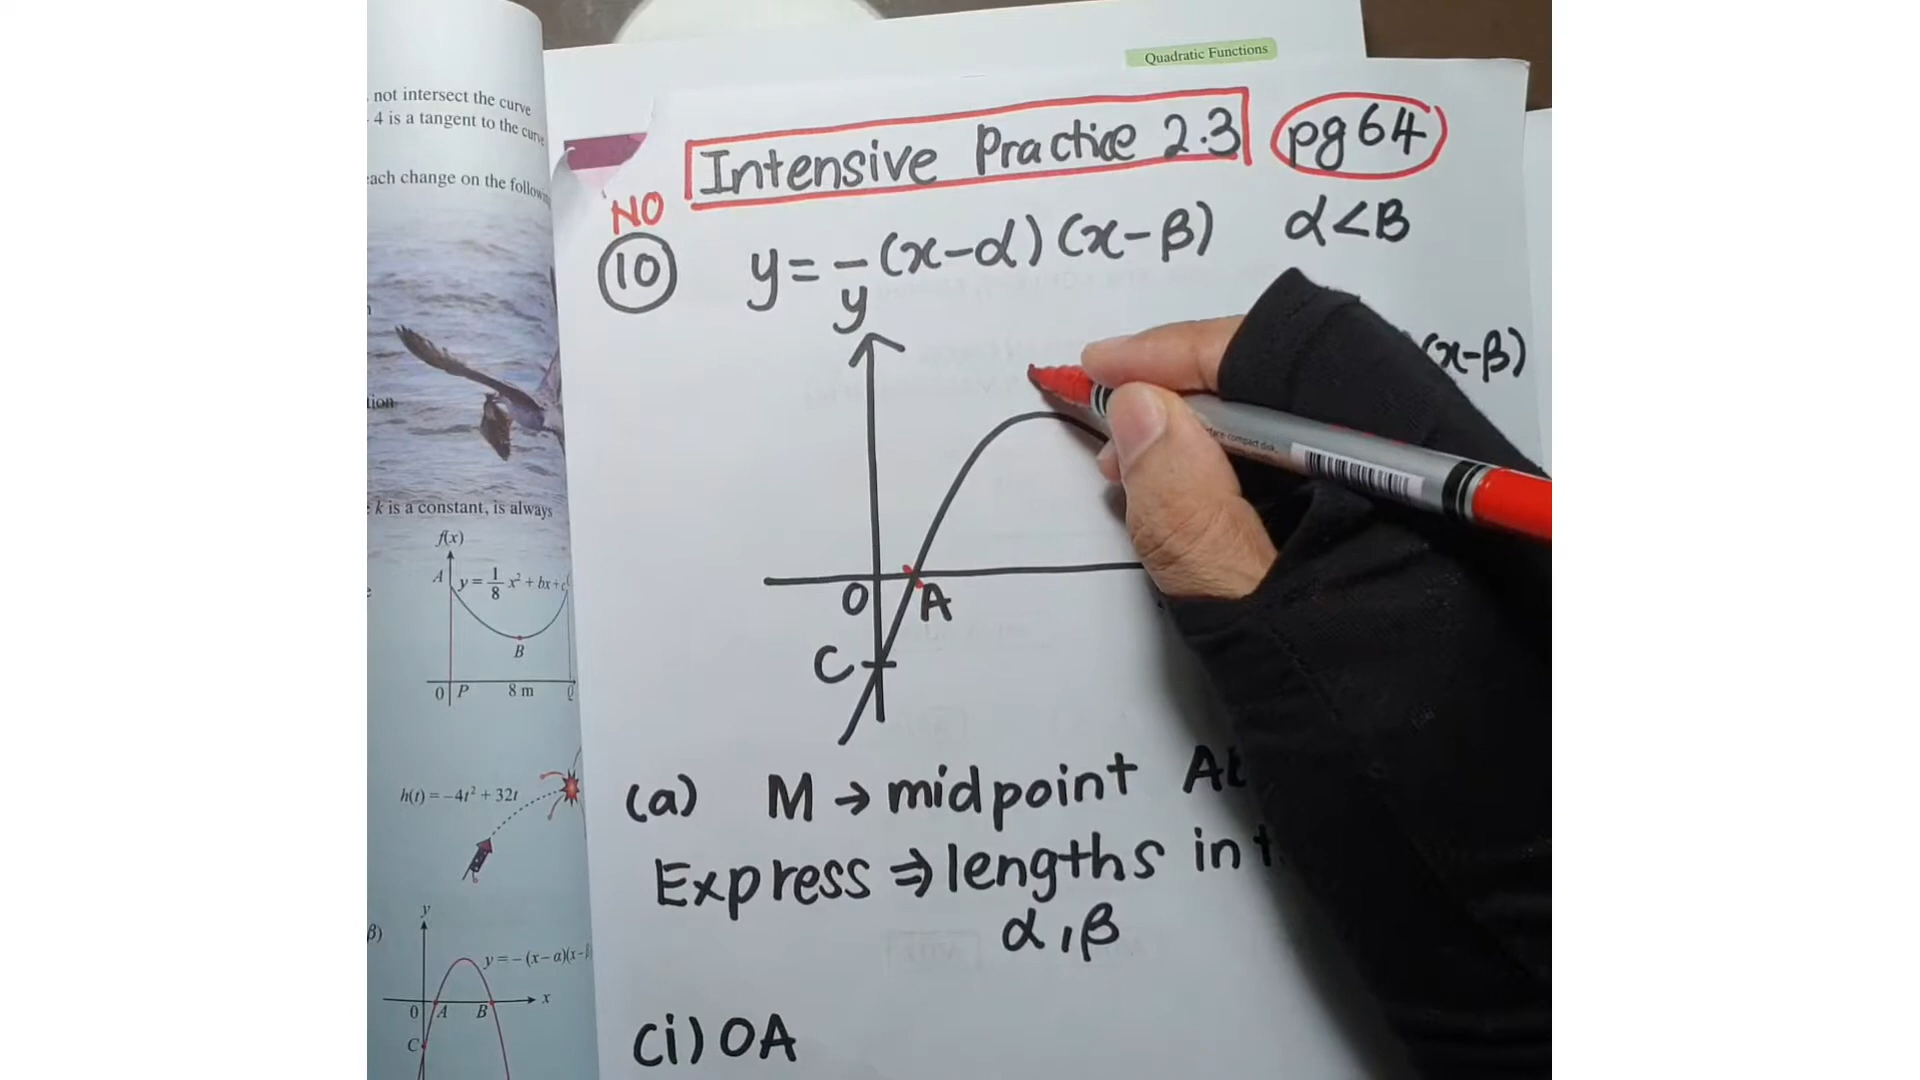 Quadratic Functions
not intersect the curve
4 is a tangent to the curve
each change on the
tion
k is a constant, is always
f(x)
A
y = 1/8 x² + bx + c
B
0 P 8 m Q
h(t) = –4t² + 32t
β)
y
y = – (x – α)(x –
0 A B x
C
Intensive Practice 2.3 pg 64
NO
10 y = -(x-α)(x-β) α<B
y
(x-β)
O A
C
(a) M → midpoint
Express ⇒ lengths in
α, β
(i) OA